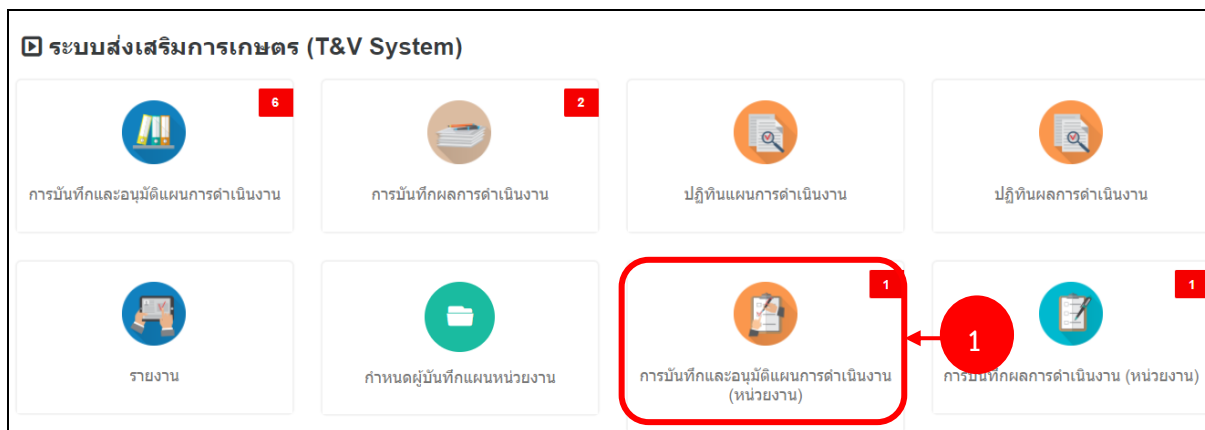 ระบบส่งเสริมการเกษตร (T&V System)
6
2
การบันทึกและอนุมัติแผนการดำเนินงาน
การบันทึกผลการดำเนินงาน
ปฏิทินแผนการดำเนินงาน
ปฏิทินผลการดำเนินงาน
1
1
1
รายงาน
กำหนดผู้บันทึกแผนหน่วยงาน
การบันทึกและอนุมัติแผนการดำเนินงาน
(หน่วยงาน)
การบันทึกผลการดำเนินงาน (หน่วยงาน)